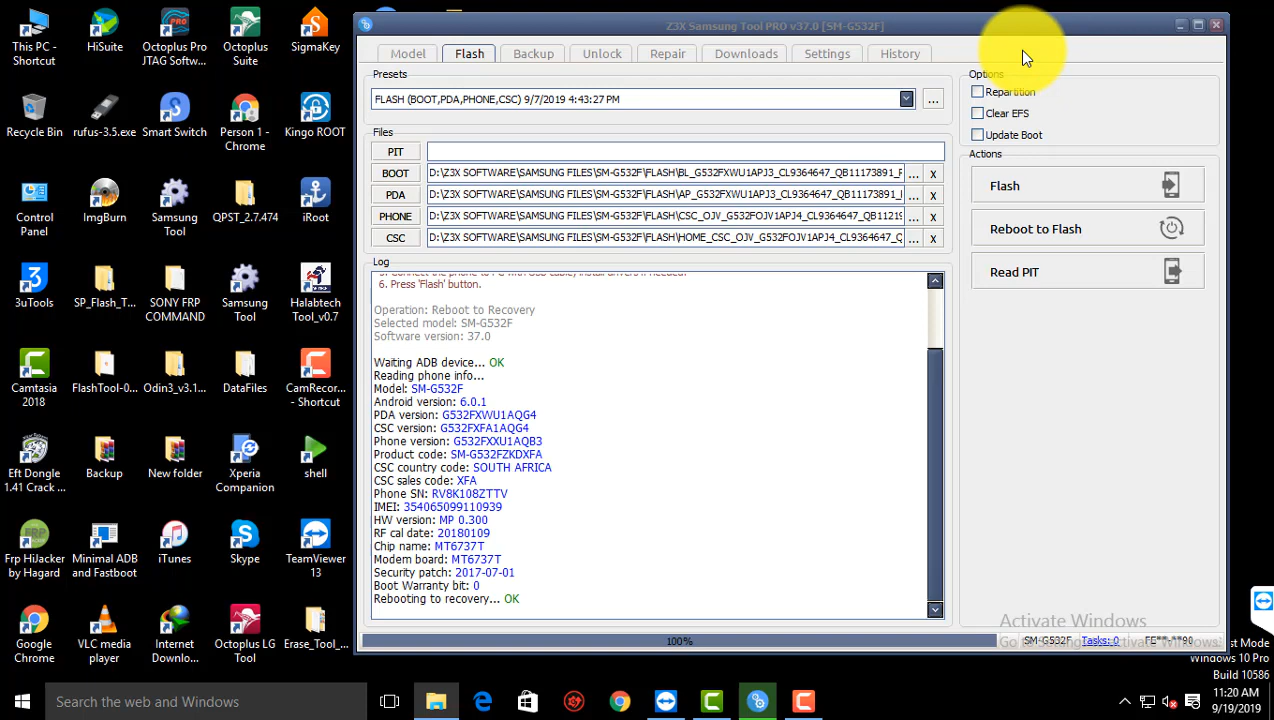 This PC - Shortcut
HiSuite
Octoplus Pro JTAG Softw...
Octoplus Suite
SigmaKey
Recycle Bin
rufus-3.5.exe
Smart Switch
Person 1 - Chrome
Kingo ROOT
Control Panel
ImgBurn
Samsung Tool
QPST_2.7.474
iRoot
3uTools
SP_Flash_T...
SONY FRP COMMAND
Samsung Tool
Halabtech Tool_v0.7
Camtasia 2018
FlashTool-0...
Odin3_v3.1...
DataFiles
CamRecor... - Shortcut
Eft Dongle 1.41 Crack ...
Backup
New folder
Xperia Companion
shell
Frp HiJacker by Hagard
Minimal ADB and Fastboot
iTunes
Skype
TeamViewer 13
Google Chrome
VLC media player
Internet Downlo...
Octoplus LG Tool
Erase_Tool_...
Z3X Samsung Tool PRO v37.0 [SM-G532F]
Model Flash Backup Unlock Repair Downloads Settings History
Presets
FLASH (BOOT,PDA,PHONE,CSC) 9/7/2019 4:43:27 PM
...
Files
PIT
BOOT D:\Z3X SOFTWARE\SAMSUNG FILES\SM-G532F\FLASH\BL_G532FXWU1APJ3_CL9364647_QB11173891_F ... x
PDA D:\Z3X SOFTWARE\SAMSUNG FILES\SM-G532F\FLASH\AP_G532FXWU1APJ3_CL9364647_QB11173891_ ... x
PHONE D:\Z3X SOFTWARE\SAMSUNG FILES\SM-G532F\FLASH\CSC_OJV_G532FOJV1APJ4_CL9364647_QB11219 ... x
CSC D:\Z3X SOFTWARE\SAMSUNG FILES\SM-G532F\FLASH\HOME_CSC_OJV_G532FOJV1APJ4_CL9364647_Q ... x
Log
6. Press 'Flash' button.
Operation: Reboot to Recovery
Selected model: SM-G532F
Software version: 37.0
Waiting ADB device... OK
Reading phone info...
Model: SM-G532F
Android version: 6.0.1
PDA version: G532FXWU1AQG4
CSC version: G532FXFA1AQG4
Phone version: G532FXXU1AQB3
Product code: SM-G532FZKDXFA
CSC country code: SOUTH AFRICA
CSC sales code: XFA
Phone SN: RV8K108ZTTV
IMEI: 354065099110939
HW version: MP 0.300
RF cal date: 20180109
Chip name: MT6737T
Modem board: MT6737T
Security patch: 2017-07-01
Boot Warranty bit: 0
Rebooting to recovery... OK
Options
Repartition
Clear EFS
Update Boot
Actions
Flash
Reboot to Flash
Read PIT
100%
SM-G532F Tasks: 0
Activate Windows
st Mode
Windows 10 Pro
Build 10586
Search the web and Windows
11:20 AM
9/19/2019